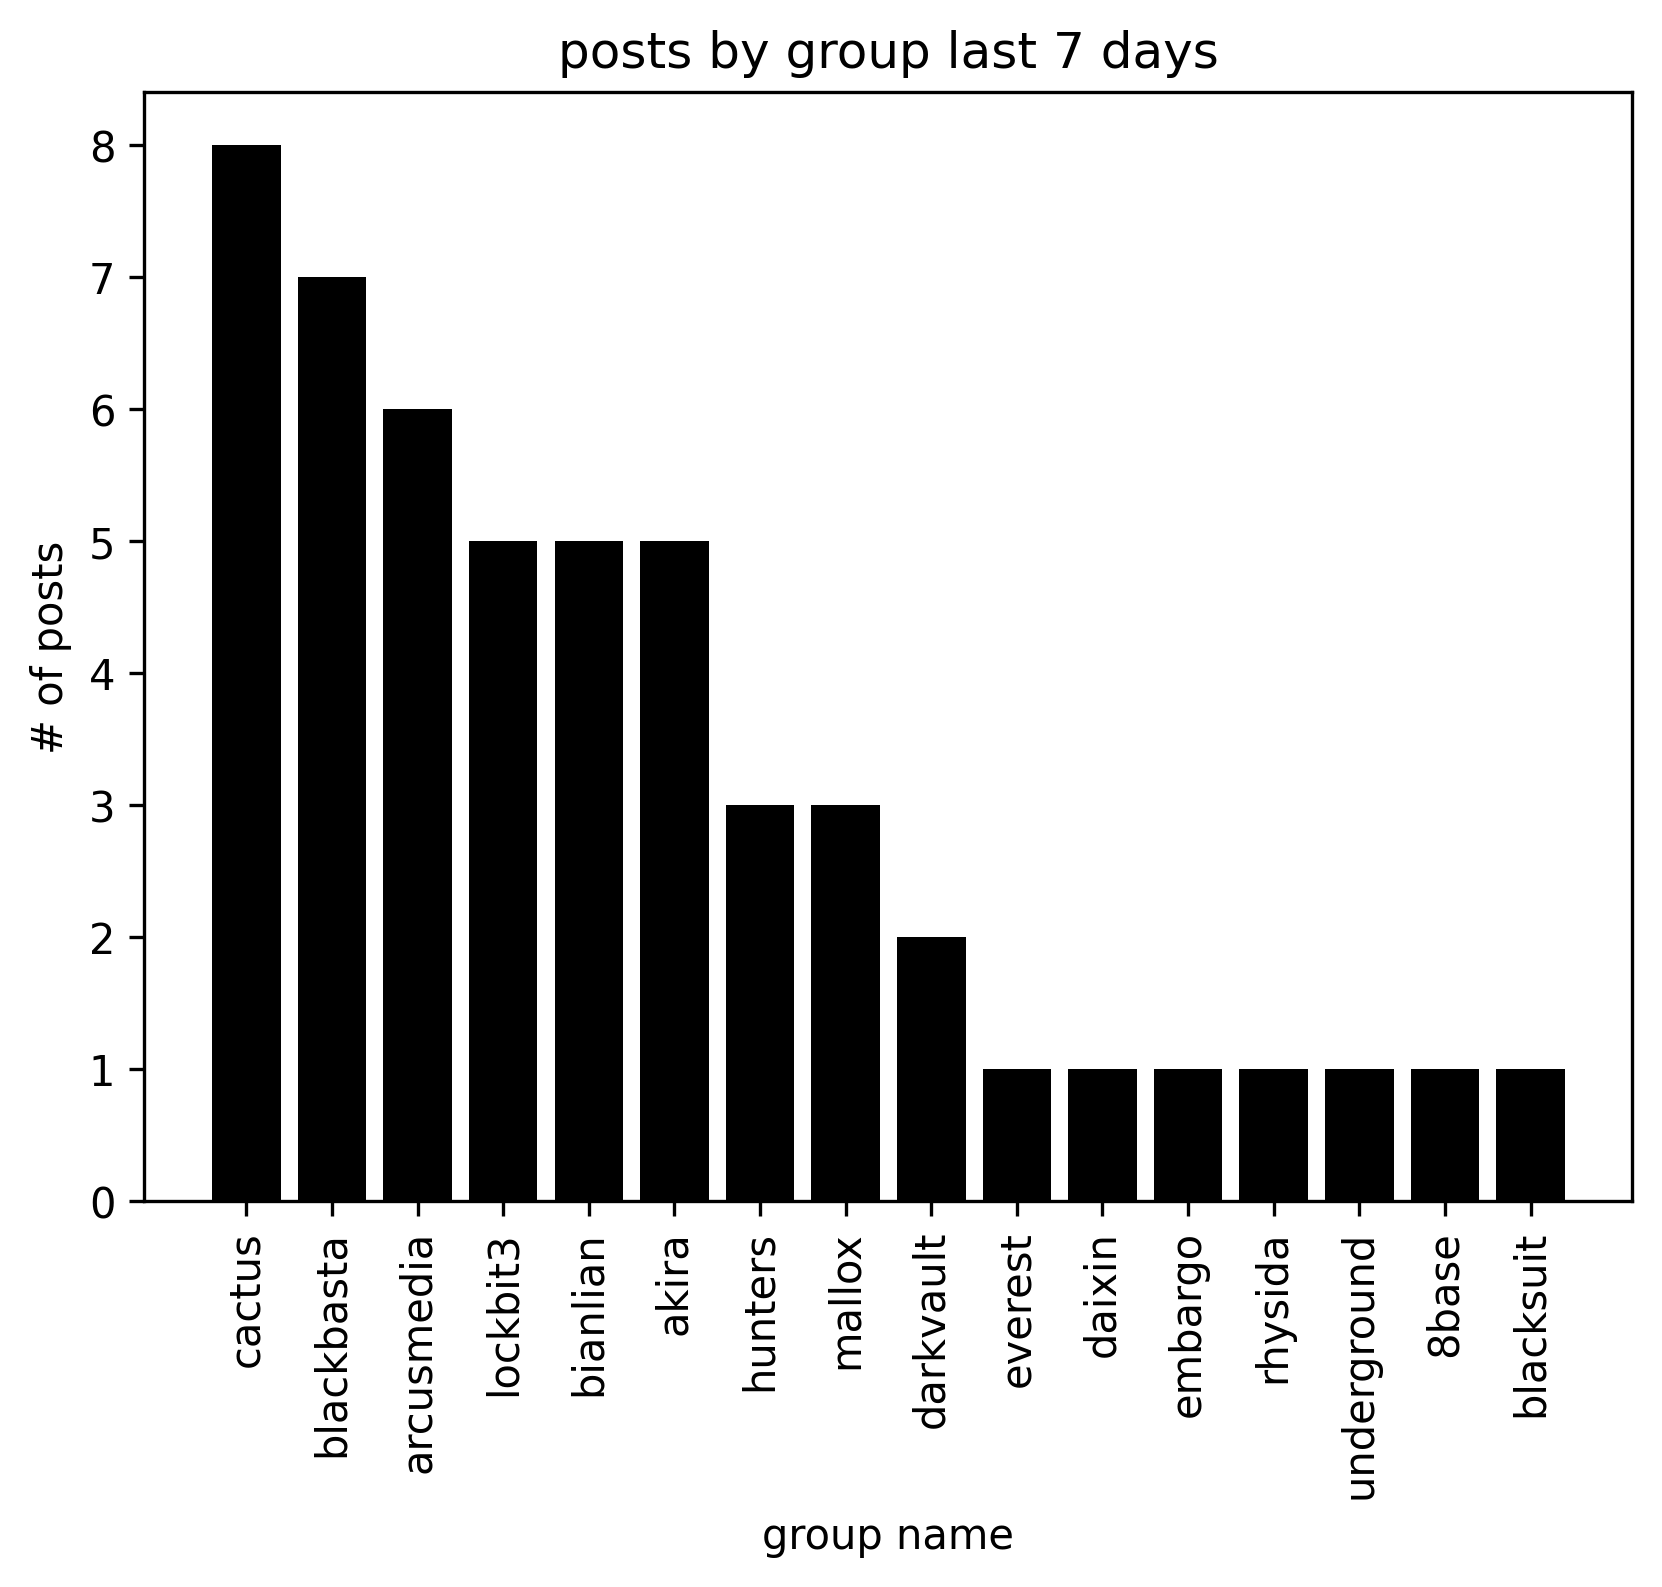 posts by group last 7 days
8
7
6
5
4
3
2
1
0
# of posts
cactus
blackbasta
arcusmedia
lockbit3
bianlian
akira
hunters
mallox
darkvault
everest
daixin
embargo
rhysida
underground
8base
blacksuit
group name